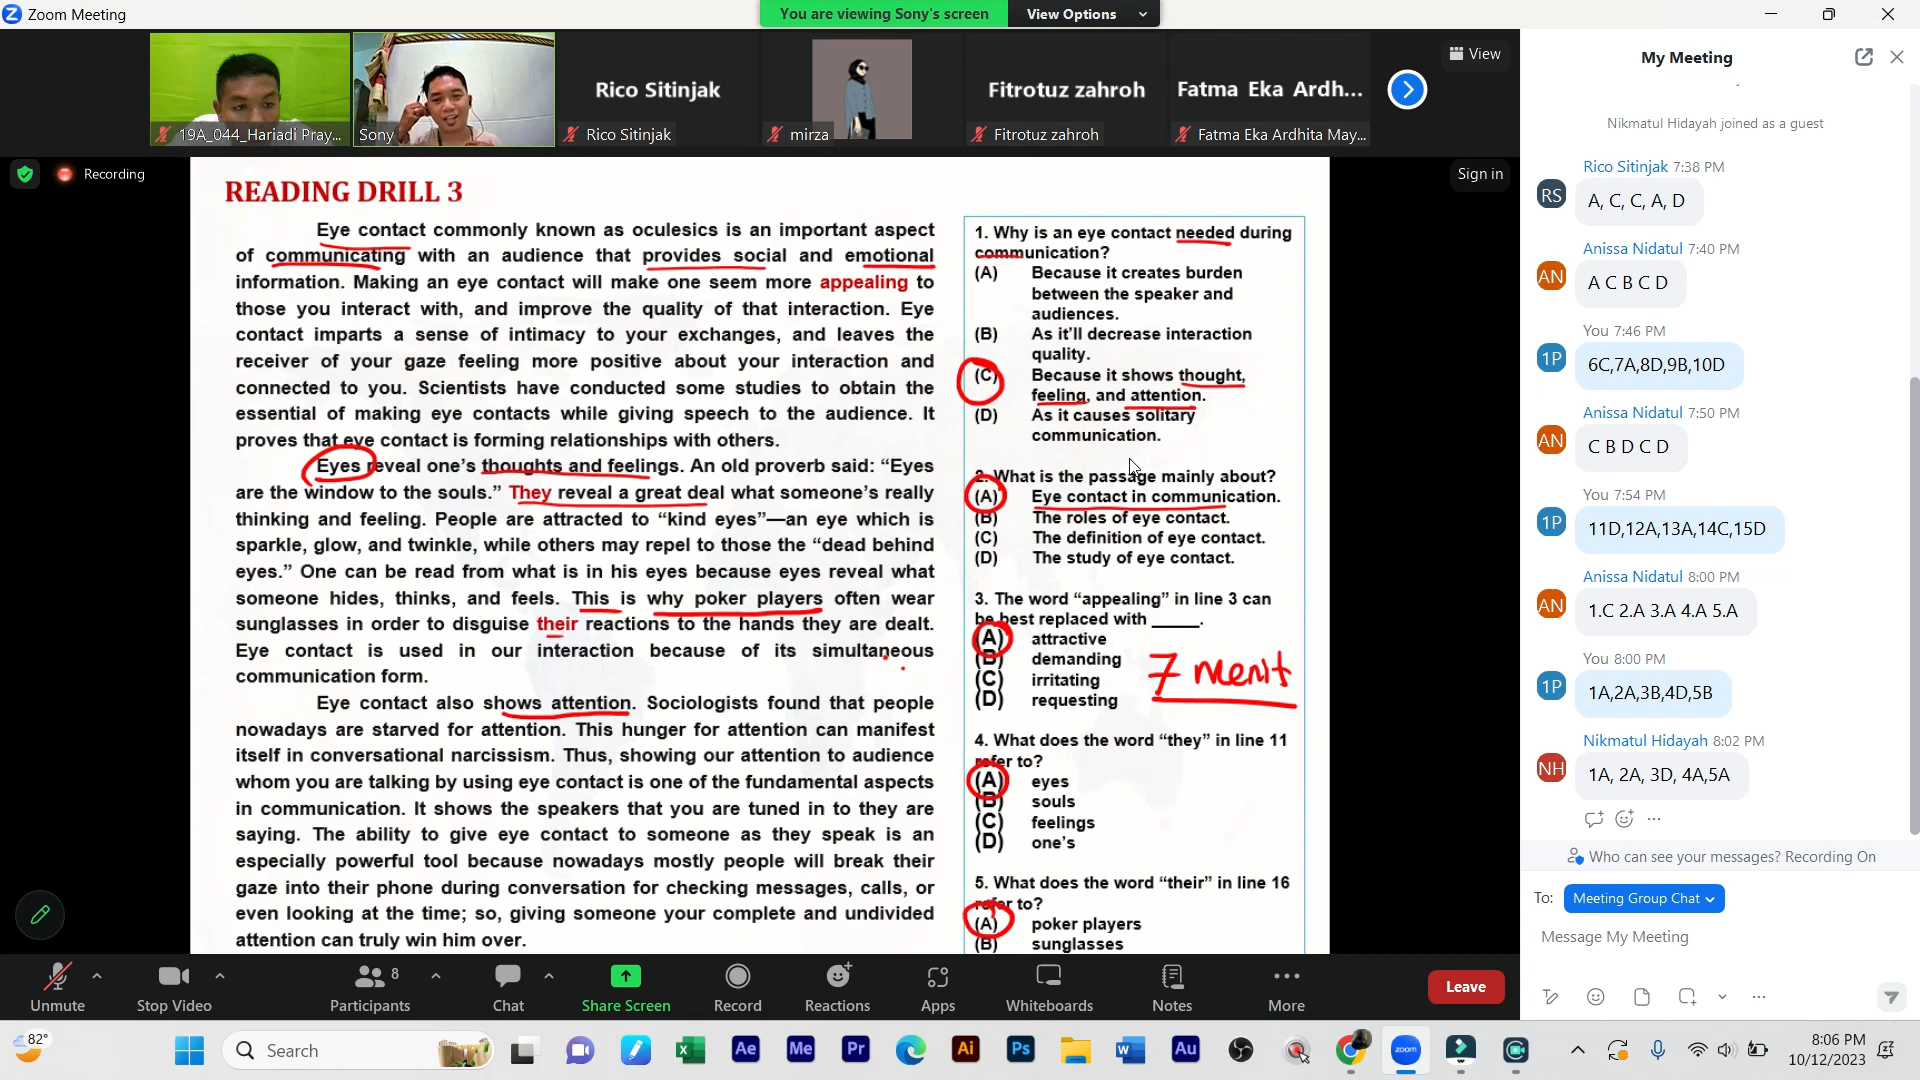 Zoom Meeting
You are viewing Sony's screen
View Options
19A_044_Hariadi Pray...
Sony
Rico Sitinjak
Rico Sitinjak
mirza
Fitrotuz zahroh
Fitrotuz zahroh
Fatma Eka Ardh...
Fatma Eka Ardhita May...
View
Recording
Sign in
READING DRILL 3
Eye contact commonly known as oculesics is an important aspect
of communicating with an audience that provides social and emotional
information. Making an eye contact will make one seem more appealing to
those you interact with, and improve the quality of that interaction. Eye
contact imparts a sense of intimacy to your exchanges, and leaves the
receiver of your gaze feeling more positive about your interaction and
connected to you. Scientists have conducted some studies to obtain the
essential of making eye contacts while giving speech to the audience. It
proves that eye contact is forming relationships with others.
Eyes reveal one's thoughts and feelings. An old proverb said: “Eyes
are the window to the souls.” They reveal a great deal what someone's really
thinking and feeling. People are attracted to “kind eyes”—an eye which is
sparkle, glow, and twinkle, while others may repel to those the “dead behind
eyes.” One can be read from what is in his eyes because eyes reveal what
someone hides, thinks, and feels. This is why poker players often wear
sunglasses in order to disguise their reactions to the hands they are dealt.
Eye contact is used in our interaction because of its simultaneous
communication form.
Eye contact also shows attention. Sociologists found that people
nowadays are starved for attention. This hunger for attention can manifest
itself in conversational narcissism. Thus, showing our attention to audience
whom you are talking by using eye contact is one of the fundamental aspects
in communication. It shows the speakers that you are tuned in to they are
saying. The ability to give eye contact to someone as they speak is an
especially powerful tool because nowadays mostly people will break their
gaze into their phone during conversation for checking messages, calls, or
even looking at the time; so, giving someone your complete and undivided
attention can truly win him over.
1. Why is an eye contact needed during
communication?
(A) Because it creates burden
between the speaker and
audiences.
(B) As it'll decrease interaction
quality.
(C) Because it shows thought,
feeling, and attention.
(D) As it causes solitary
communication.
2. What is the passage mainly about?
(A) Eye contact in communication.
(B) The roles of eye contact.
(C) The definition of eye contact.
(D) The study of eye contact.
3. The word “appealing” in line 3 can
be best replaced with _____.
(A) attractive
(B) demanding
(C) irritating
(D) requesting
7 menit
4. What does the word “they” in line 11
refer to?
(A) eyes
(B) souls
(C) feelings
(D) one's
5. What does the word “their” in line 16
refer to?
(A) poker players
(B) sunglasses
My Meeting
Nikmatul Hidayah joined as a guest
Rico Sitinjak 7:38 PM
RS
A, C, C, A, D
Anissa Nidatul 7:40 PM
AN
A C B C D
You 7:46 PM
1P
6C,7A,8D,9B,10D
Anissa Nidatul 7:50 PM
AN
C B D C D
You 7:54 PM
1P
11D,12A,13A,14C,15D
Anissa Nidatul 8:00 PM
AN
1.C 2.A 3.A 4.A 5.A
You 8:00 PM
1P
1A,2A,3B,4D,5B
Nikmatul Hidayah 8:02 PM
NH
1A, 2A, 3D, 4A,5A
Who can see your messages? Recording On
To: Meeting Group Chat
Message My Meeting
Unmute
Stop Video
Participants 8
Chat
Share Screen
Record
Reactions
Apps
Whiteboards
Notes
More
Leave
82°
Search
Ae
Me
Pr
Ai
Ps
Au
zoom
8:06 PM
10/12/2023